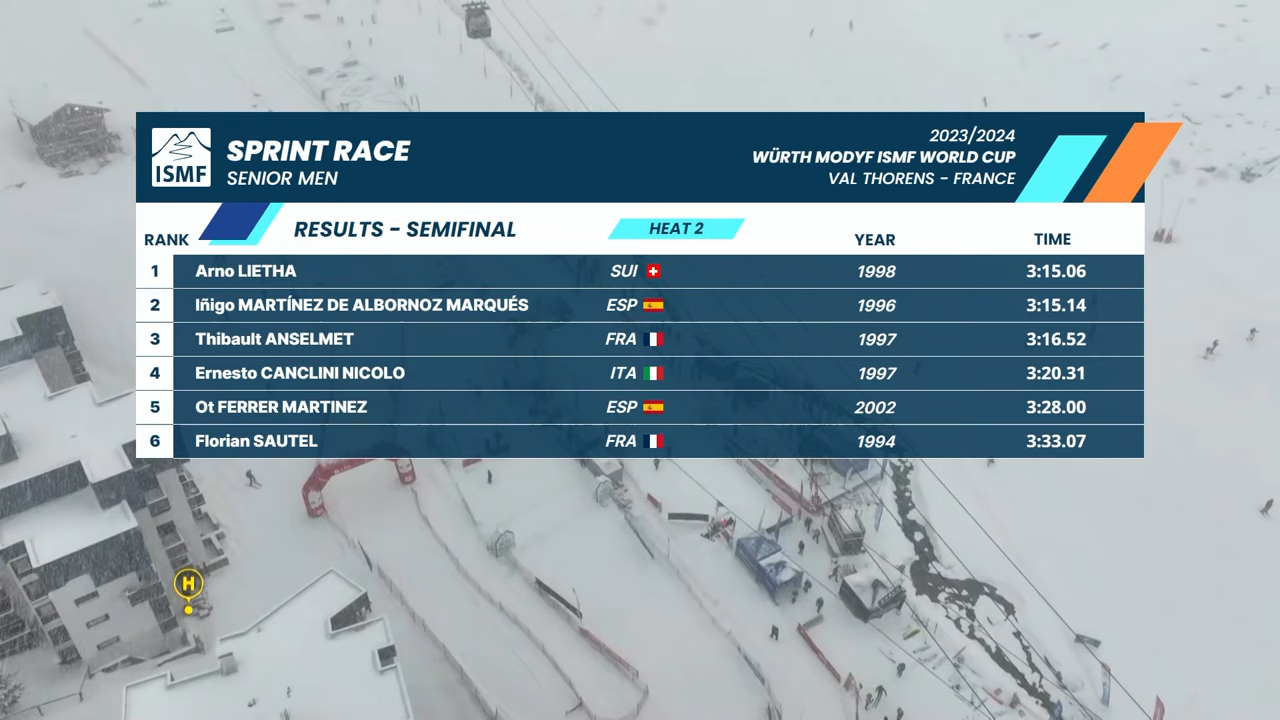 ISMF
SPRINT RACE
SENIOR MEN
2023/2024
WÜRTH MODYF ISMF WORLD CUP
VAL THORENS - FRANCE
RANK RESULTS - SEMIFINAL HEAT 2 YEAR TIME
1 Arno LIETHA SUI 1998 3:15.06
2 Iñigo MARTÍNEZ DE ALBORNOZ MARQUÉS ESP 1996 3:15.14
3 Thibault ANSELMET FRA 1997 3:16.52
4 Ernesto CANCLINI NICOLO ITA 1997 3:20.31
5 Ot FERRER MARTINEZ ESP 2002 3:28.00
6 Florian SAUTEL FRA 1994 3:33.07
H